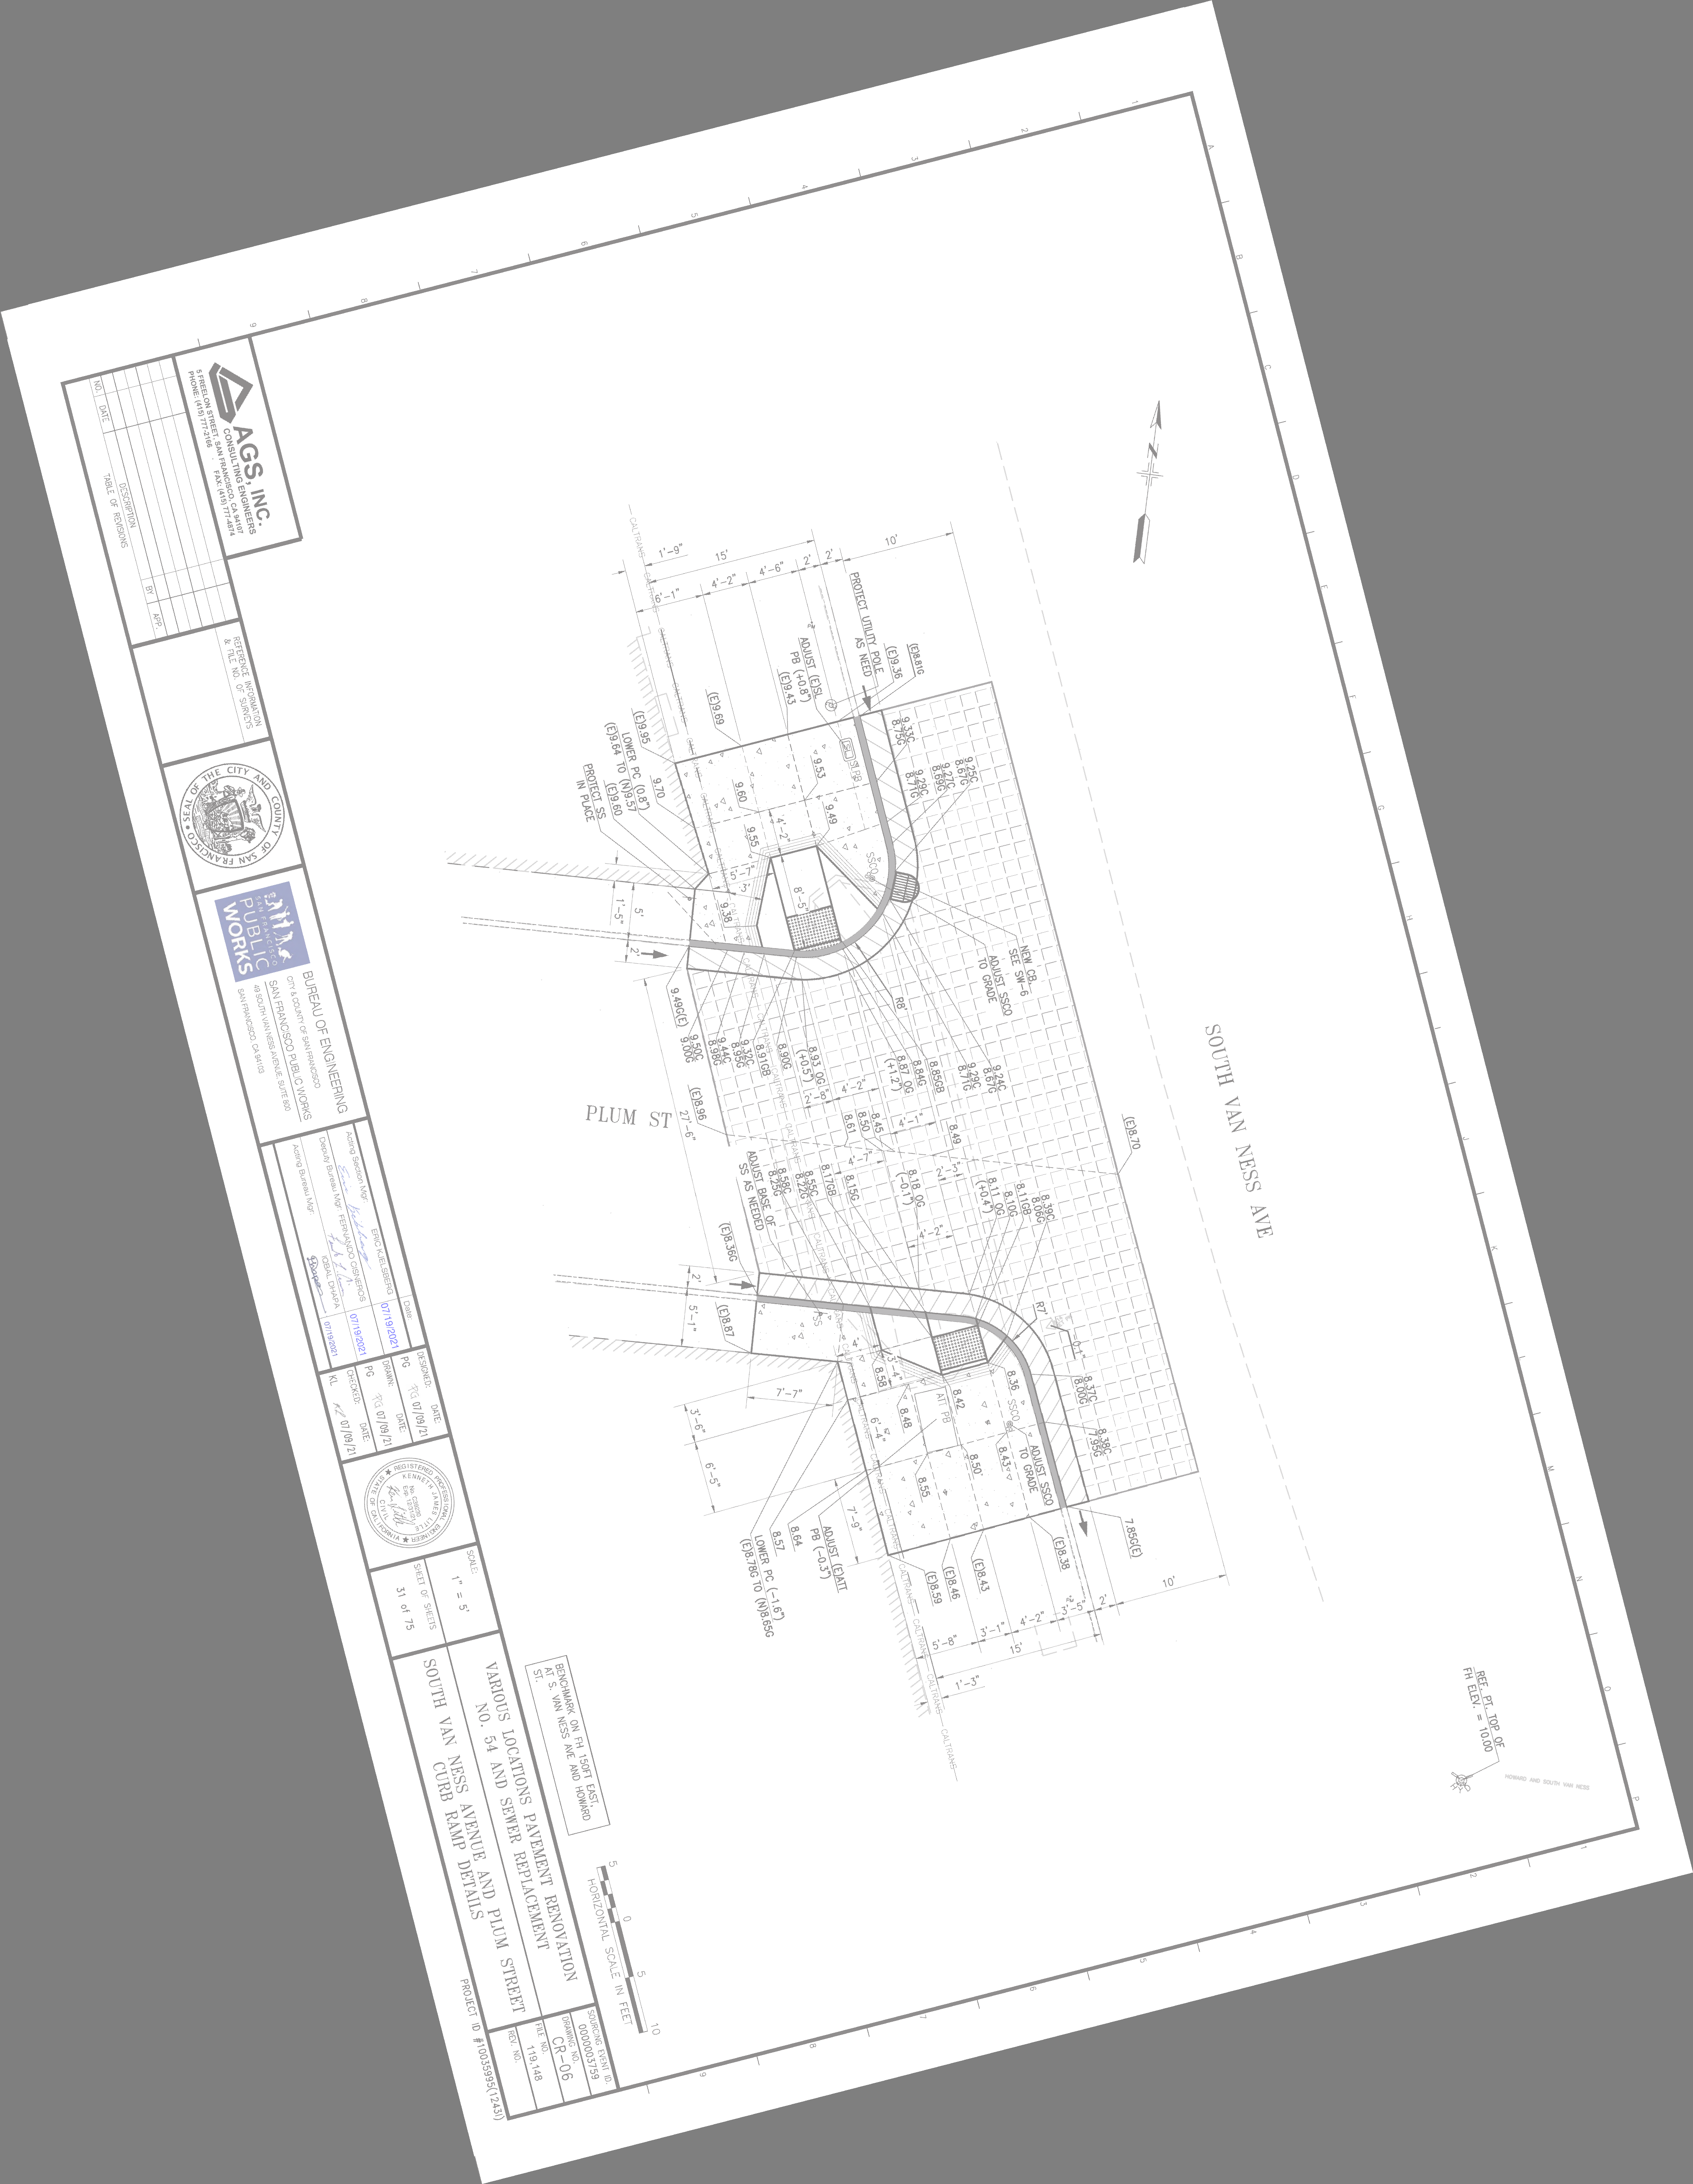 SOUTH VAN NESS AVE
PLUM ST
10'
2'
2'
4'-6"
4'-2"
6'-1"
15'
1'-9"
PROTECT UTILITY POLE
AS NEED
(E)8.81G
(E)9.36
ADJUST (E)SL
PB (+0.8")
(E)9.43
(E)9.69
(E)9.95
LOWER PC (0.8")
(E)9.64 TO (N)9.57
(E)9.60
PROTECT SS
IN PLACE
9.70
9.60
9.53
9.49
9.55
9.38
SLPB
SSCO
4'-2"
8'-5"
5'-7"
3'
5'
1'-5"
2'
9.33C
8.75G
9.29C
8.71G
9.27C
8.69G
9.25C
8.67G
NEW CB,
SEE SW-6
ADJUST SSCO
TO GRADE
R8'
9.24C
8.67G
9.29C
8.71G
8.85GB
8.84G
8.87 OG
(+1.2")
8.93 OG
(+0.5")
8.90G
8.91GB
9.32C
8.95G
9.44C
8.98G
9.50C
9.00G
9.49G(E)
(E)8.96
27'-6"
4'-2"
2'-8"
8.45
8.50
8.61
4'-1"
8.49
(E)8.70
4'-7"
2'-3"
4'-2"
8.39C
8.06G
8.11GB
8.10G
8.11 OG
(+0.4")
8.18 OG
(-0.1")
8.15G
8.17GB
8.55C
8.22G
8.58C
8.25G
ADJUST BASE OF
SS AS NEEDED
(E)8.36G
(E)8.87
2'
5'-1"
R7'
8.37C
8.00G
8.38C
7.95G
8.36
8.42
8.48
8.58
8.43
8.50
8.55
SSCO
ATT PB
ADJUST SSCO
TO GRADE
3'-4"
4'
6'-4"
7'-7"
3'-6"
6'-5"
7'-9"
7.85G(E)
(E)8.38
(E)8.43
(E)8.46
(E)8.59
ADJUST (E)ATT
PB (-0.3")
8.64
8.57
LOWER PC (-1.6")
(E)8.78G TO (N)8.65G
10'
2'
3'-5"
4'-2"
3'-1"
5'-8"
15'
1'-3"
CALTRANS
REF. PT. TOP OF
FH ELEV. = 10.00
HOWARD AND SOUTH VAN NESS
BENCHMARK ON FH 150FT EAST,
AT S. VAN NESS AVE AND HOWARD
ST.
5 0 5 10
HORIZONTAL SCALE IN FEET
AGS, INC.
CONSULTING ENGINEERS
5 FREELON STREET, SAN FRANCISCO, CA 94107
PHONE: (415) 777-2166 FAX: (415) 777-4874
NO. DATE DESCRIPTION BY APP.
TABLE OF REVISIONS
REFERENCE INFORMATION
& FILE NO. OF SURVEYS
SEAL OF THE CITY AND COUNTY OF SAN FRANCISCO
SAN FRANCISCO
PUBLIC
WORKS
BUREAU OF ENGINEERING
CITY & COUNTY OF SAN FRANCISCO
SAN FRANCISCO PUBLIC WORKS
49 SOUTH VAN NESS AVENUE, SUITE 800
SAN FRANCISCO, CA 94103
Date:
ERIC KJELSBERG
Acting Section Mgr. 07/19/2021
FERNANDO CISNEROS
Deputy Bureau Mgr. 07/19/2021
IQBAL DHAPA
Acting Bureau Mgr. 07/19/2021
DESIGNED: DATE:
PG 07/09/21
DRAWN: DATE:
PG 07/09/21
CHECKED: DATE:
KL 07/09/21
REGISTERED PROFESSIONAL ENGINEER
KENNETH JAMES LITTLE
CIVIL
STATE OF CALIFORNIA
SCALE:
1" = 5'
SHEET OF SHEETS
31 of 75
VARIOUS LOCATIONS PAVEMENT RENOVATION
NO. 54 AND SEWER REPLACEMENT
SOUTH VAN NESS AVENUE AND PLUM STREET
CURB RAMP DETAILS
SOURCING EVENT ID.
0000003759
DRAWING NO.
CR-06
FILE NO.
119,148
REV. NO.
PROJECT ID #10035995(1243I)